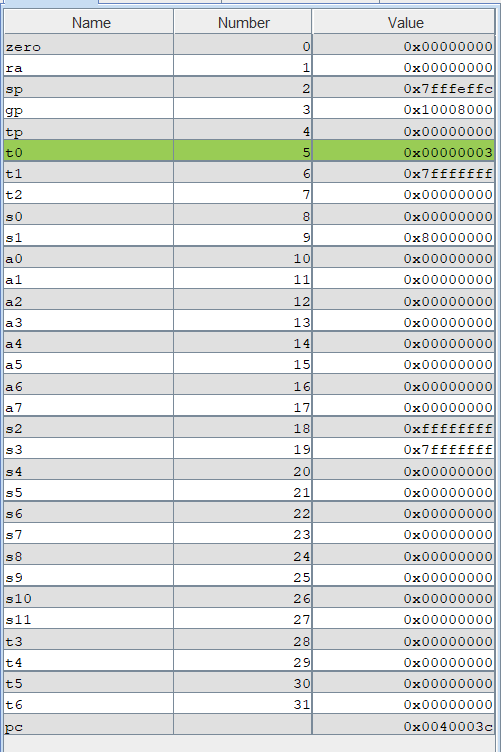 Name Number Value
zero 0 0x00000000
ra 1 0x00000000
sp 2 0x7fffeffc
gp 3 0x10008000
tp 4 0x00000000
t0 5 0x00000003
t1 6 0x7fffffff
t2 7 0x00000000
s0 8 0x00000000
s1 9 0x80000000
a0 10 0x00000000
a1 11 0x00000000
a2 12 0x00000000
a3 13 0x00000000
a4 14 0x00000000
a5 15 0x00000000
a6 16 0x00000000
a7 17 0x00000000
s2 18 0xffffffff
s3 19 0x7fffffff
s4 20 0x00000000
s5 21 0x00000000
s6 22 0x00000000
s7 23 0x00000000
s8 24 0x00000000
s9 25 0x00000000
s10 26 0x00000000
s11 27 0x00000000
t3 28 0x00000000
t4 29 0x00000000
t5 30 0x00000000
t6 31 0x00000000
pc 0x0040003c